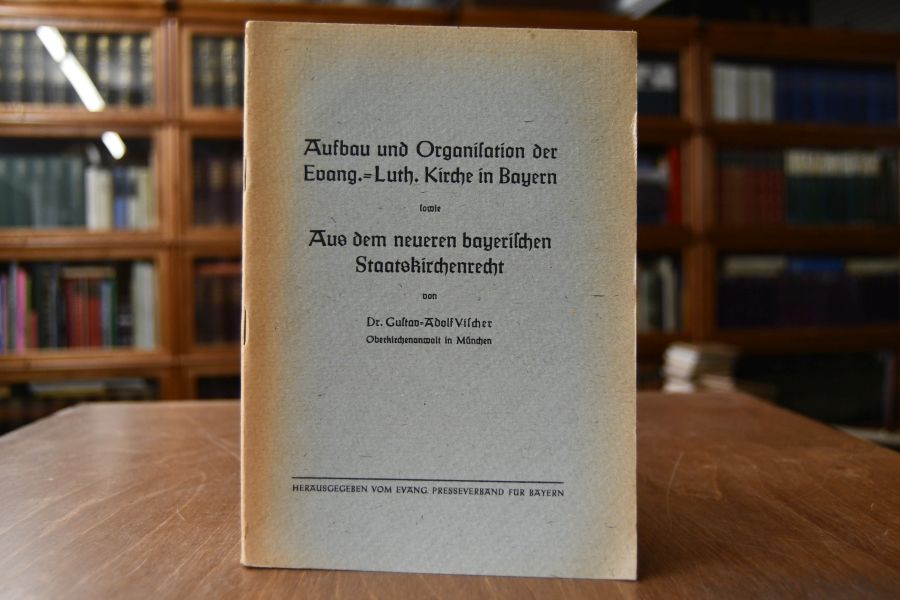 Aufbau und Organisation der
Evang.=Luth. Kirche in Bayern
sowie
Aus dem neueren bayerischen
Staatskirchenrecht
von
Dr. Gustav=Adolf Vischer
Oberkirchenanwalt in München
HERAUSGEGEBEN VOM EVANG. PRESSEVERBAND FÜR BAYERN